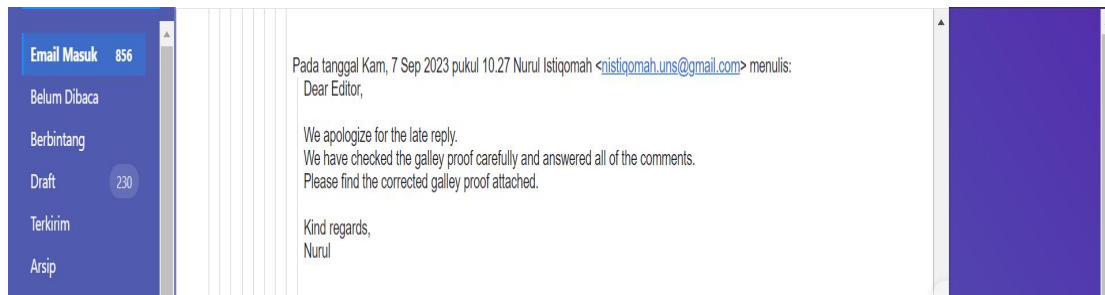 Email Masuk 856
Belum Dibaca
Berbintang
Draft 230
Terkirim
Arsip
Pada tanggal Kam, 7 Sep 2023 pukul 10.27 Nurul Istiqomah <nistiqomah.uns@gmail.com> menulis:
Dear Editor,
We apologize for the late reply.
We have checked the galley proof carefully and answered all of the comments.
Please find the corrected galley proof attached.
Kind regards,
Nurul